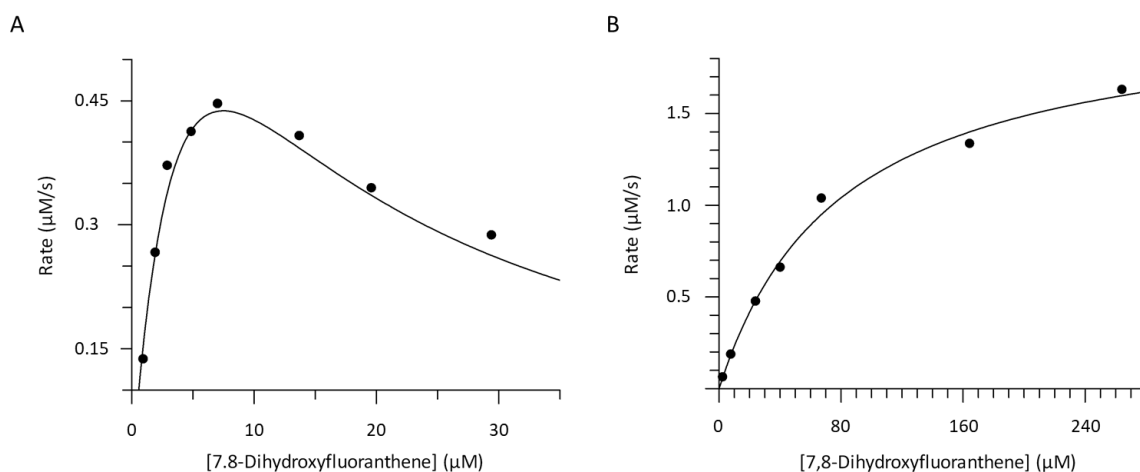 A
B
Rate (µM/s)
0.45
0.3
0.15
0
10
20
30
[7.8-Dihydroxyfluoranthene] (µM)
Rate (µM/s)
1.5
1.0
0.5
0
80
160
240
[7,8-Dihydroxyfluoranthene] (µM)